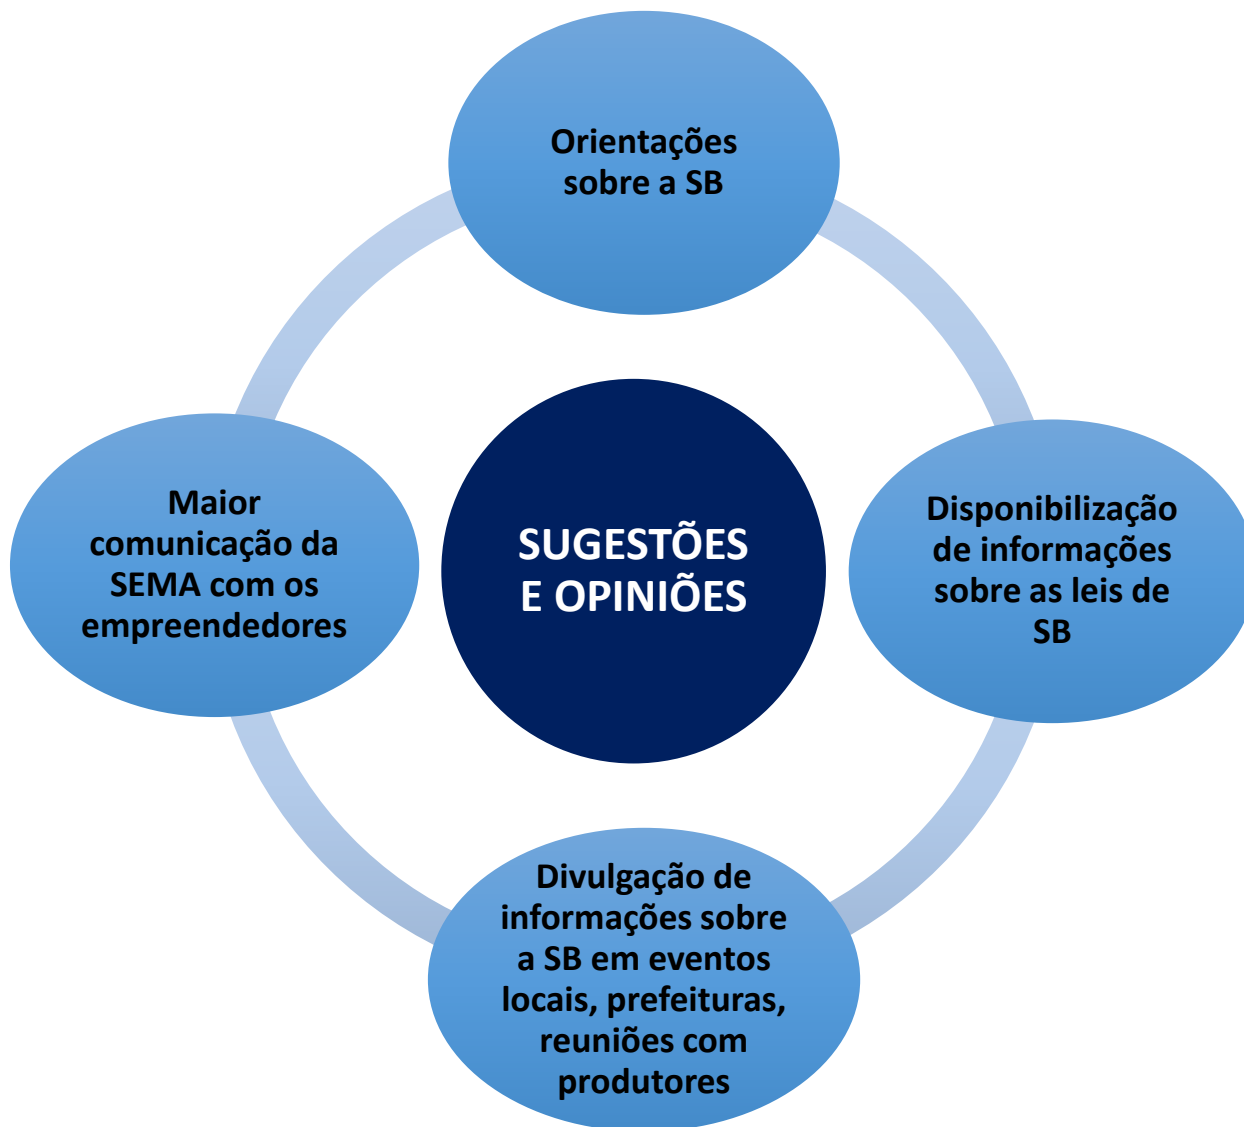 Orientações
sobre a SB
Maior
comunicação da
SEMA com os
empreendedores
SUGESTÕES
E OPINIÕES
Disponibilização
de informações
sobre as leis de
SB
Divulgação de
informações sobre
a SB em eventos
locais, prefeituras,
reuniões com
produtores